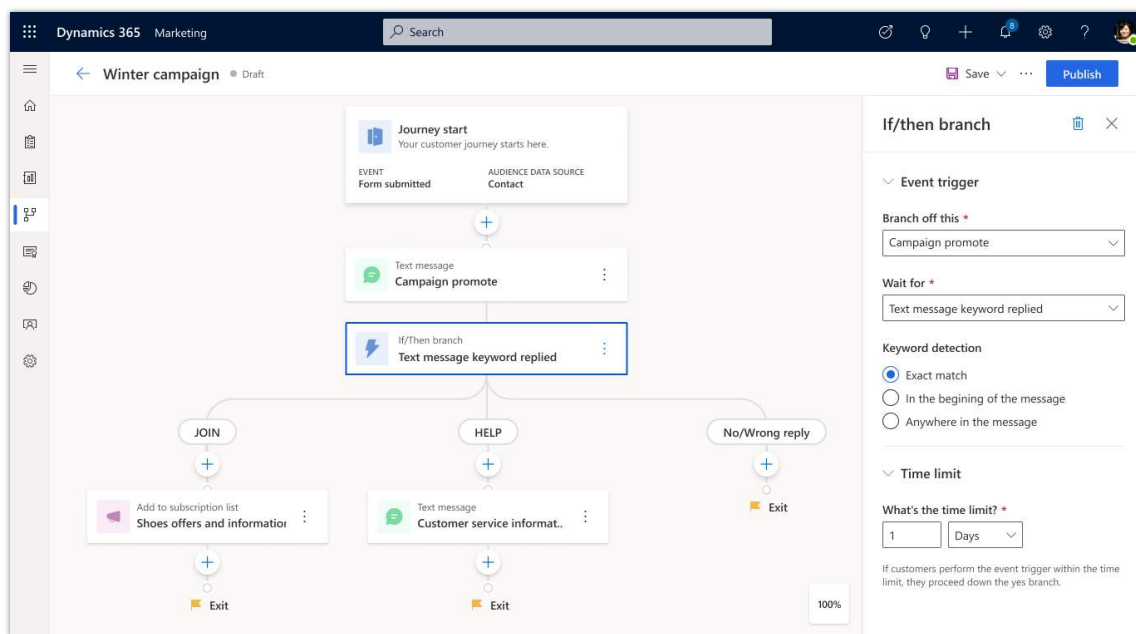 Dynamics 365 Marketing
Search
8
Winter campaign Draft
Save
Publish
Journey start
Your customer journey starts here.
EVENT AUDIENCE DATA SOURCE
Form submitted Contact
Text message
Campaign promote
If/Then branch
Text message keyword replied
JOIN HELP No/Wrong reply
Add to subscription list
Shoes offers and information
Text message
Customer service informat..
Exit
Exit
Exit
100%
If/then branch
Event trigger
Branch off this *
Campaign promote
Wait for *
Text message keyword replied
Keyword detection
Exact match
In the begining of the message
Anywhere in the message
Time limit
What's the time limit? *
1 Days
If customers perform the event trigger within the time
limit, they proceed down the yes branch.